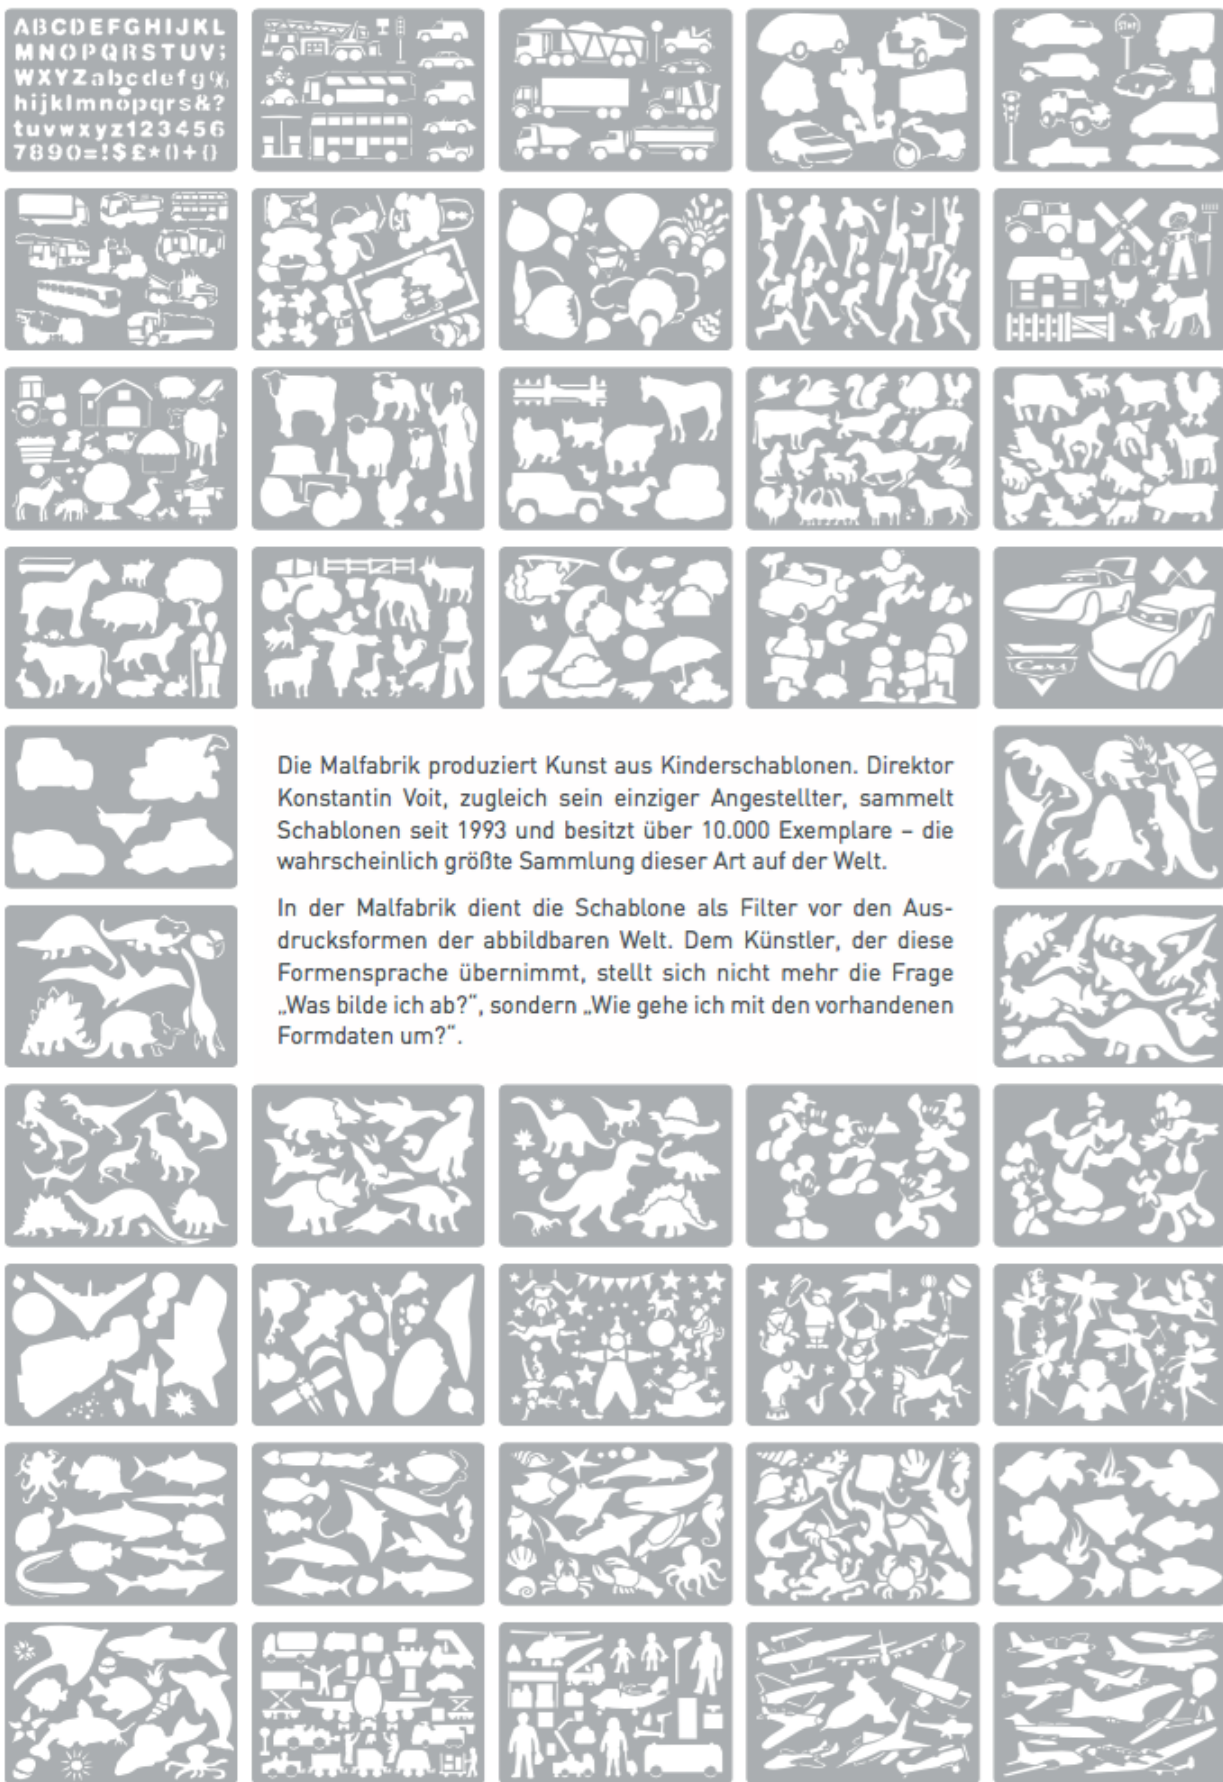 ABCDEFGHIJKL
MNOPQRSTUV;
WXYZabcdefg%
hijklmnopqrs&?
tuvwxyz123456
7890=!$£*()+{}
STOP
Cars
Die Malfabrik produziert Kunst aus Kinderschablonen. Direktor
Konstantin Voit, zugleich sein einziger Angestellter, sammelt
Schablonen seit 1993 und besitzt über 10.000 Exemplare – die
wahrscheinlich größte Sammlung dieser Art auf der Welt.
In der Malfabrik dient die Schablone als Filter vor den Aus-
drucksformen der abbildbaren Welt. Dem Künstler, der diese
Formensprache übernimmt, stellt sich nicht mehr die Frage
„Was bilde ich ab?“, sondern „Wie gehe ich mit den vorhandenen
Formdaten um?“.